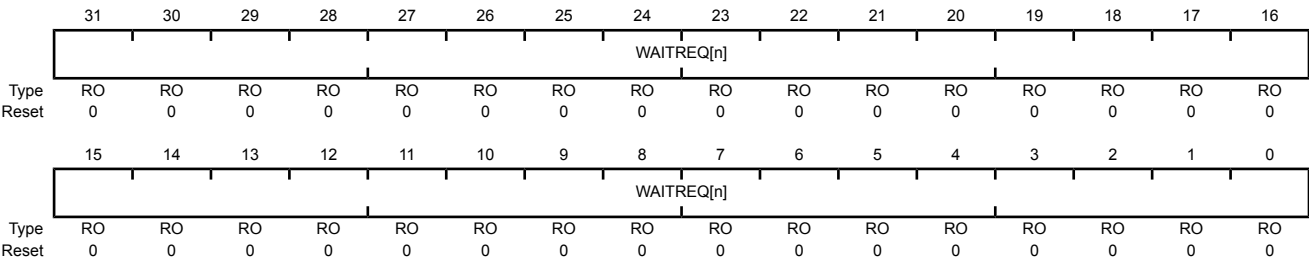 31 30 29 28 27 26 25 24 23 22 21 20 19 18 17 16
WAITREQ[n]
Type RO RO RO RO RO RO RO RO RO RO RO RO RO RO RO RO
Reset 0 0 0 0 0 0 0 0 0 0 0 0 0 0 0 0
15 14 13 12 11 10 9 8 7 6 5 4 3 2 1 0
WAITREQ[n]
Type RO RO RO RO RO RO RO RO RO RO RO RO RO RO RO RO
Reset 0 0 0 0 0 0 0 0 0 0 0 0 0 0 0 0